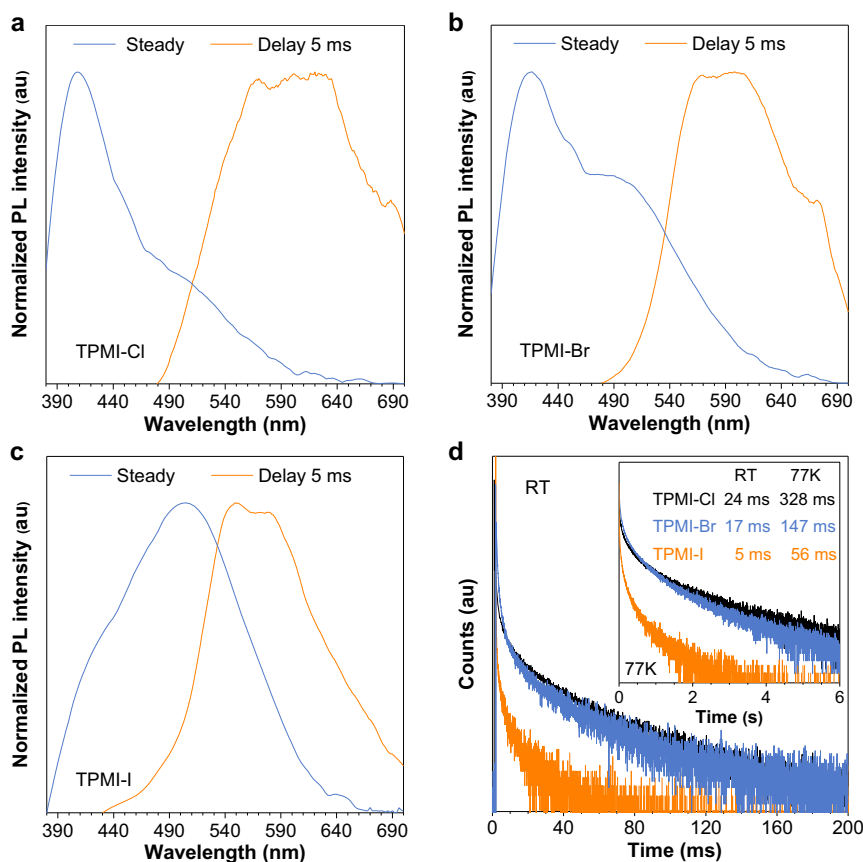 a
Steady Delay 5 ms
Normalized PL intensity (au)
TPMI-Cl
390 440 490 540 590 640 690
Wavelength (nm)
b
Steady Delay 5 ms
Normalized PL intensity (au)
TPMI-Br
390 440 490 540 590 640 690
Wavelength (nm)
c
Steady Delay 5 ms
Normalized PL intensity (au)
TPMI-I
390 440 490 540 590 640 690
Wavelength (nm)
d
RT
RT 77K
TPMI-Cl 24 ms 328 ms
TPMI-Br 17 ms 147 ms
TPMI-I 5 ms 56 ms
77K
0 2 4 6
Time (s)
Counts (au)
0 40 80 120 160 200
Time (ms)